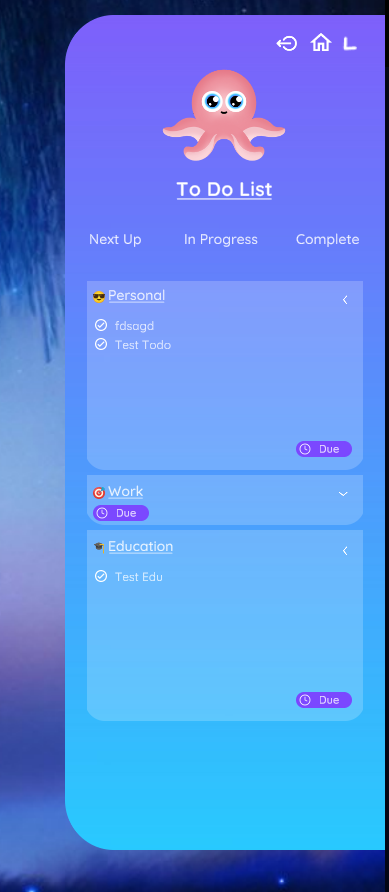 To Do List
Next Up In Progress Complete
Personal
fdsagd
Test Todo
Due
Work
Due
Education
Test Edu
Due